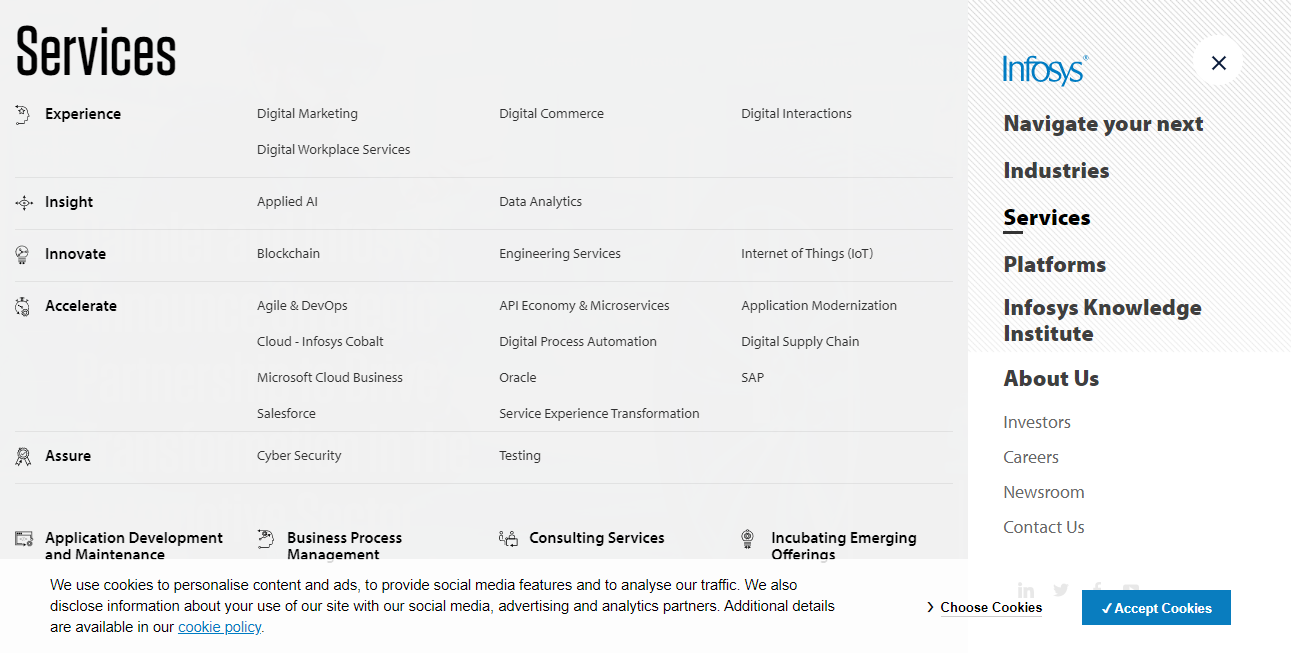 Services
Experience
Digital Marketing
Digital Commerce
Digital Interactions
Digital Workplace Services
Insight
Applied AI
Data Analytics
Innovate
Blockchain
Engineering Services
Internet of Things (IoT)
Accelerate
Agile & DevOps
API Economy & Microservices
Application Modernization
Cloud - Infosys Cobalt
Digital Process Automation
Digital Supply Chain
Microsoft Cloud Business
Oracle
SAP
Salesforce
Service Experience Transformation
Assure
Cyber Security
Testing
Application Development
and Maintenance
Business Process
Management
Consulting Services
Incubating Emerging
Offerings
Infosys®
Navigate your next
Industries
Services
Platforms
Infosys Knowledge
Institute
About Us
Investors
Careers
Newsroom
Contact Us
We use cookies to personalise content and ads, to provide social media features and to analyse our traffic. We also
disclose information about your use of our site with our social media, advertising and analytics partners. Additional details
are available in our cookie policy.
Choose Cookies
✓Accept Cookies